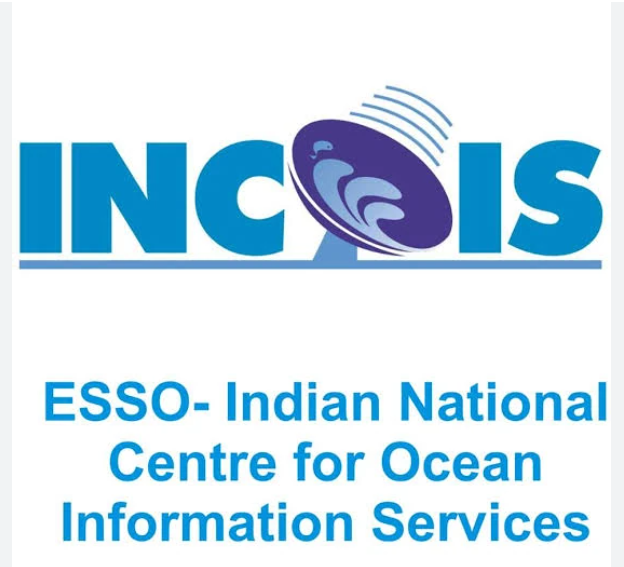 INCOIS
ESSO- Indian National
Centre for Ocean
Information Services